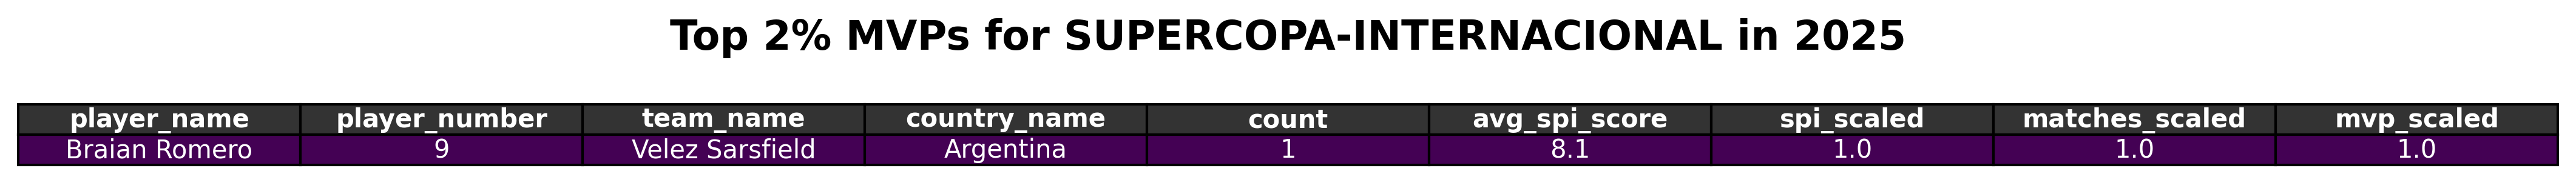 Top 2% MVPs for SUPERCOPA-INTERNACIONAL in 2025
player_name player_number team_name country_name count avg_spi_score spi_scaled matches_scaled mvp_scaled
Braian Romero 9 Velez Sarsfield Argentina 1 8.1 1.0 1.0 1.0